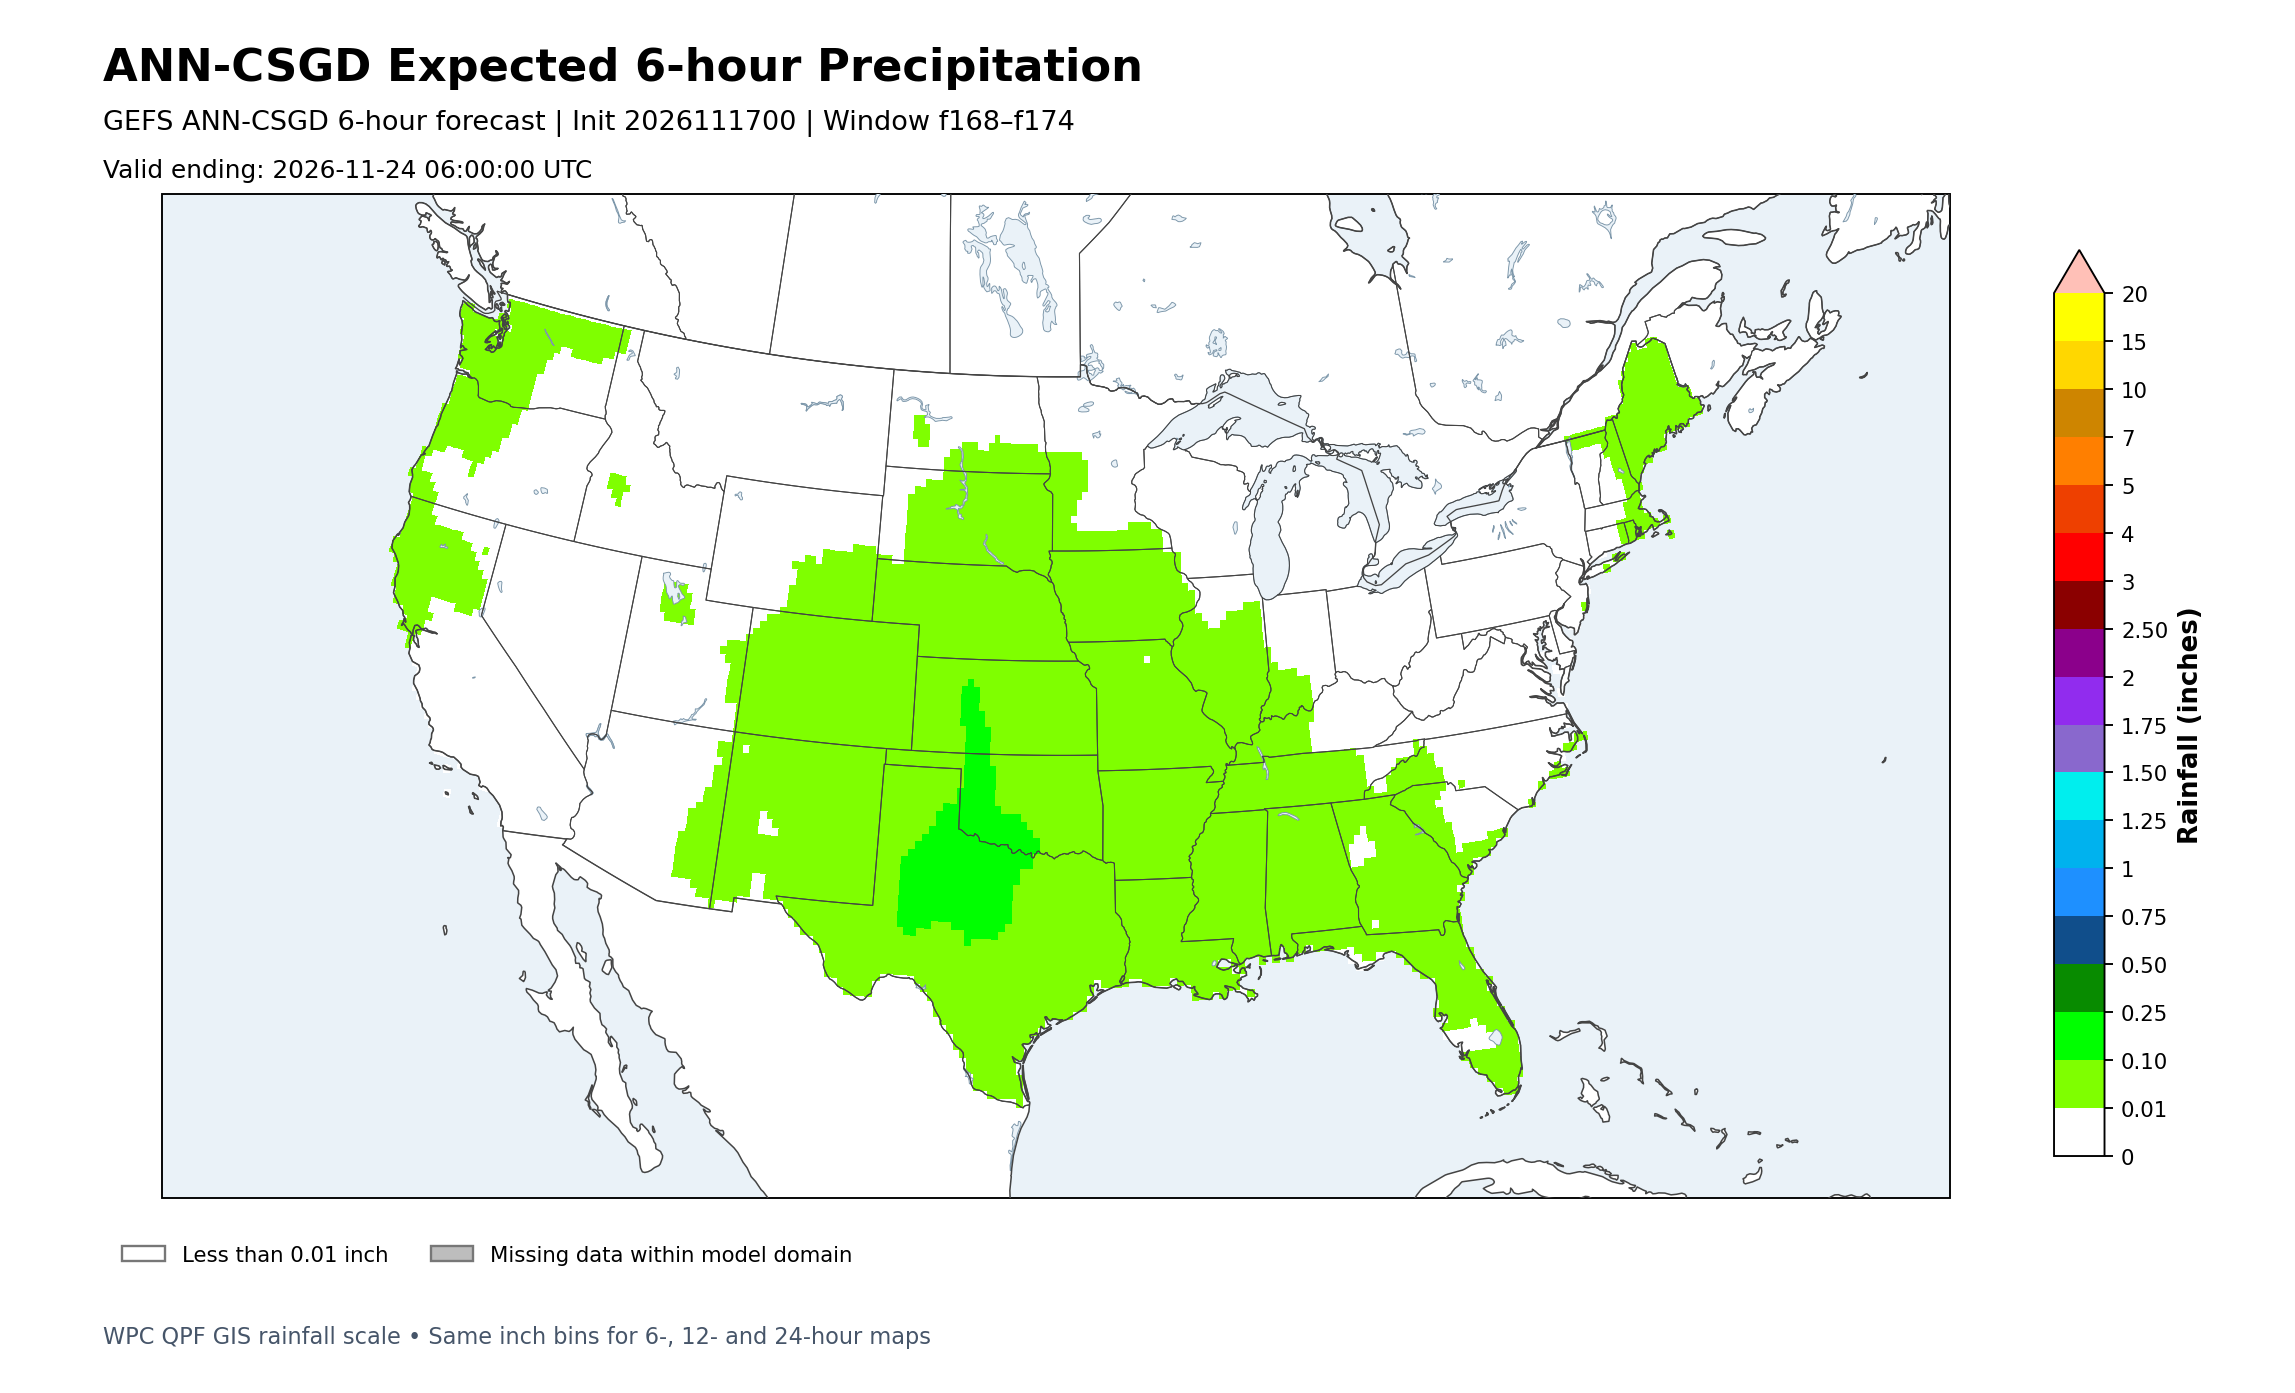 ANN-CSGD Expected 6-hour Precipitation
GEFS ANN-CSGD 6-hour forecast | Init 2026111700 | Window f168–f174
Valid ending: 2026-11-24 06:00:00 UTC
20
15
10
7
5
4
3
2.50
2
1.75
1.50
1.25
1
0.75
0.50
0.25
0.10
0.01
0
Rainfall (inches)
Less than 0.01 inch
Missing data within model domain
WPC QPF GIS rainfall scale • Same inch bins for 6-, 12- and 24-hour maps